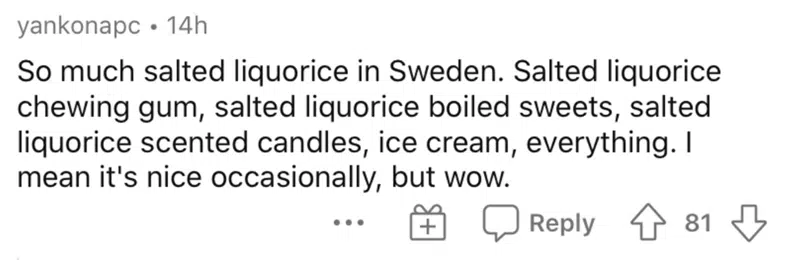 yankonapc • 14h
So much salted liquorice in Sweden. Salted liquorice
chewing gum, salted liquorice boiled sweets, salted
liquorice scented candles, ice cream, everything. I
mean it's nice occasionally, but wow.
••• Reply 81